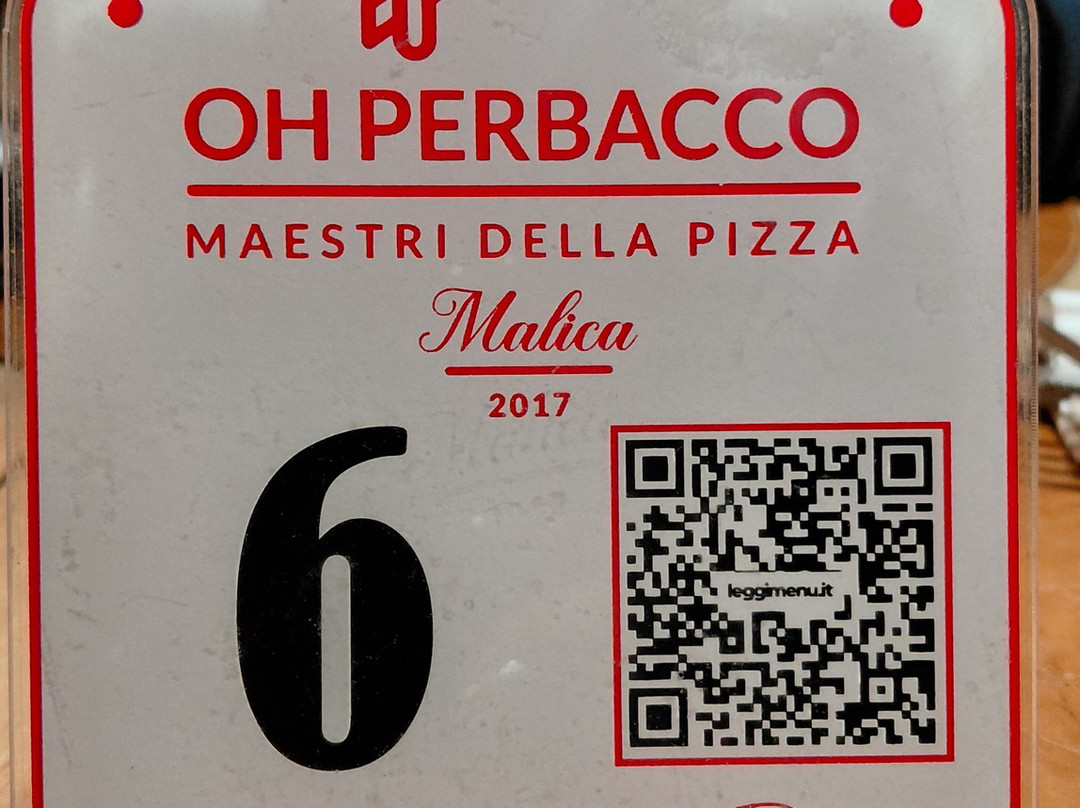 OH PERBACCO
MAESTRI DELLA PIZZA
Malica
2017
6
leggimenu.it